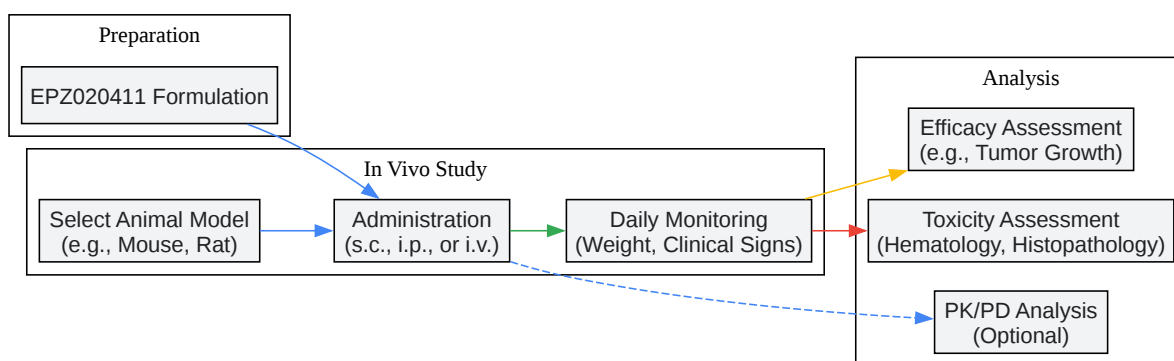 Preparation
EPZ020411 Formulation
In Vivo Study
Select Animal Model
(e.g., Mouse, Rat)
Administration
(s.c., i.p., or i.v.)
Daily Monitoring
(Weight, Clinical Signs)
Analysis
Efficacy Assessment
(e.g., Tumor Growth)
Toxicity Assessment
(Hematology, Histopathology)
PK/PD Analysis
(Optional)